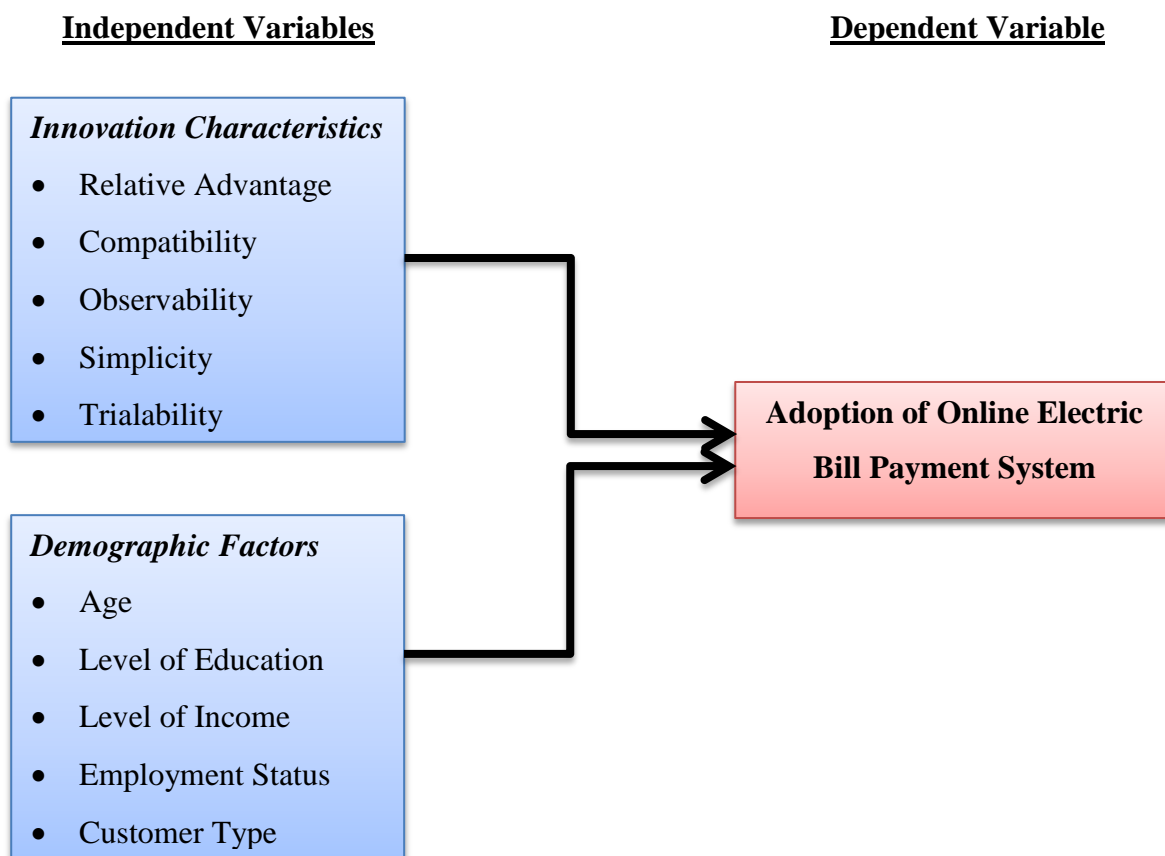 Independent Variables
Dependent Variable
Innovation Characteristics
• Relative Advantage
• Compatibility
• Observability
• Simplicity
• Trialability
Adoption of Online Electric
Bill Payment System
Demographic Factors
• Age
• Level of Education
• Level of Income
• Employment Status
• Customer Type